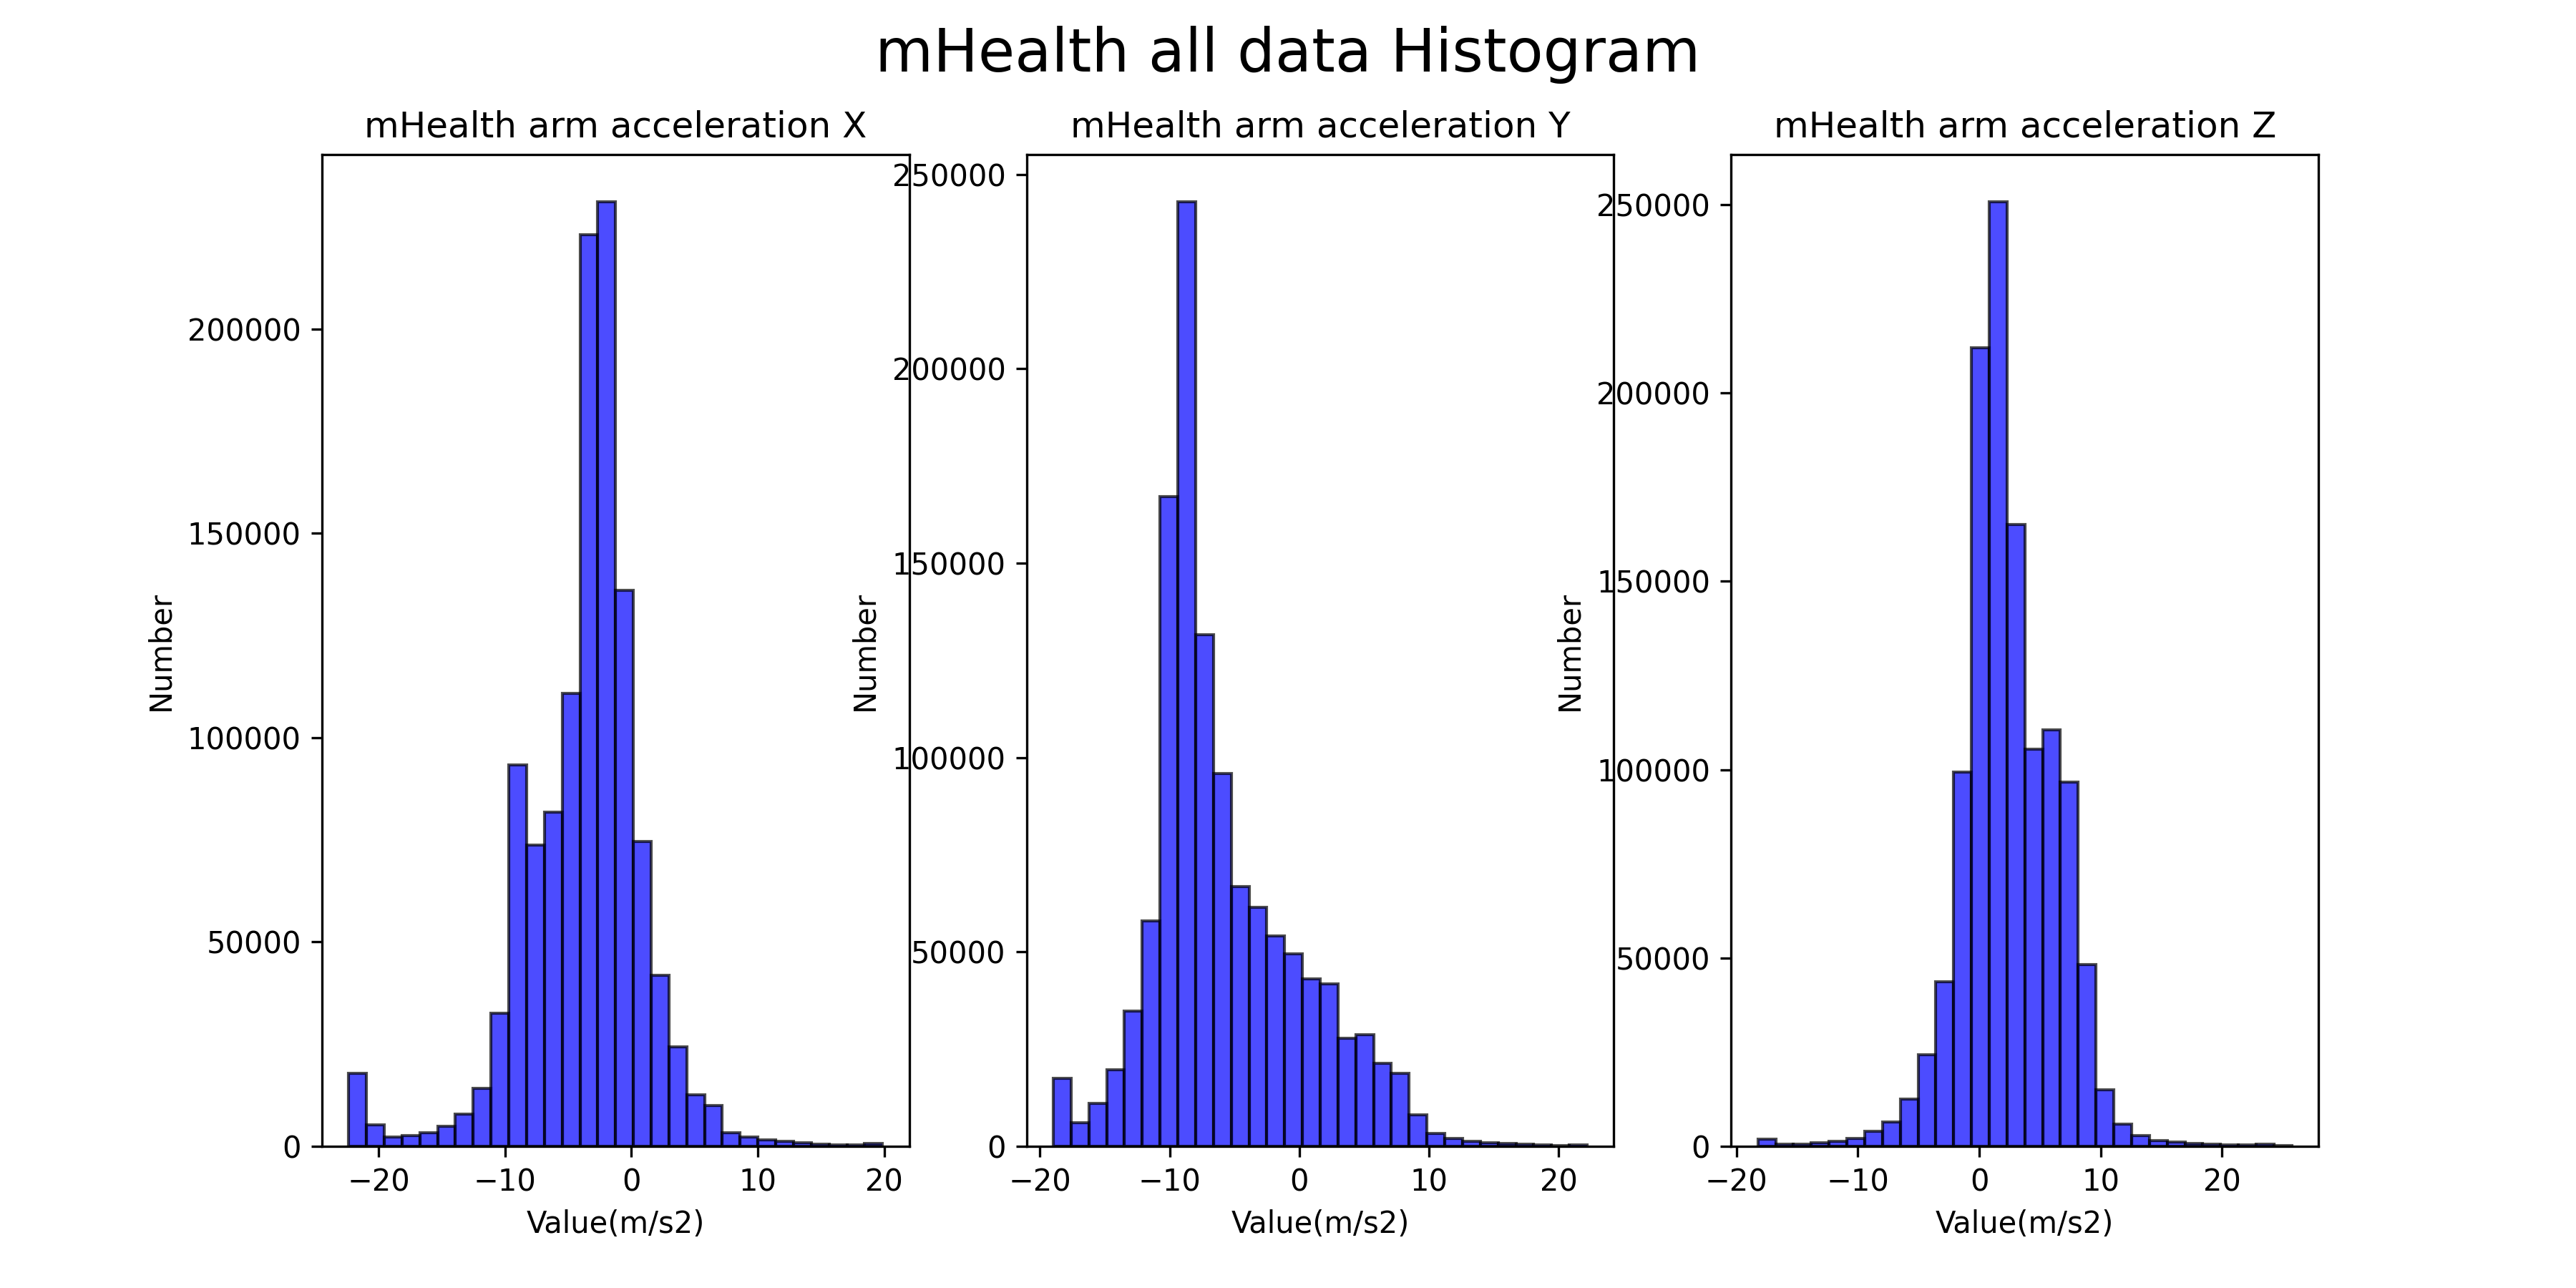 mHealth all data Histogram
mHealth arm acceleration X
200000
150000
100000
50000
0
Number
−20 −10 0 10 20
Value(m/s2)
mHealth arm acceleration Y
250000
200000
150000
100000
50000
0
Number
−20 −10 0 10 20
Value(m/s2)
mHealth arm acceleration Z
250000
200000
150000
100000
50000
0
Number
−20 −10 0 10 20
Value(m/s2)